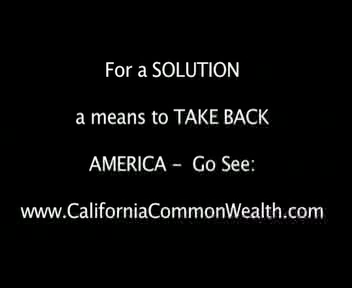 For a SOLUTION
a means to TAKE BACK
AMERICA - Go See:
www.CaliforniaCommonWealth.com